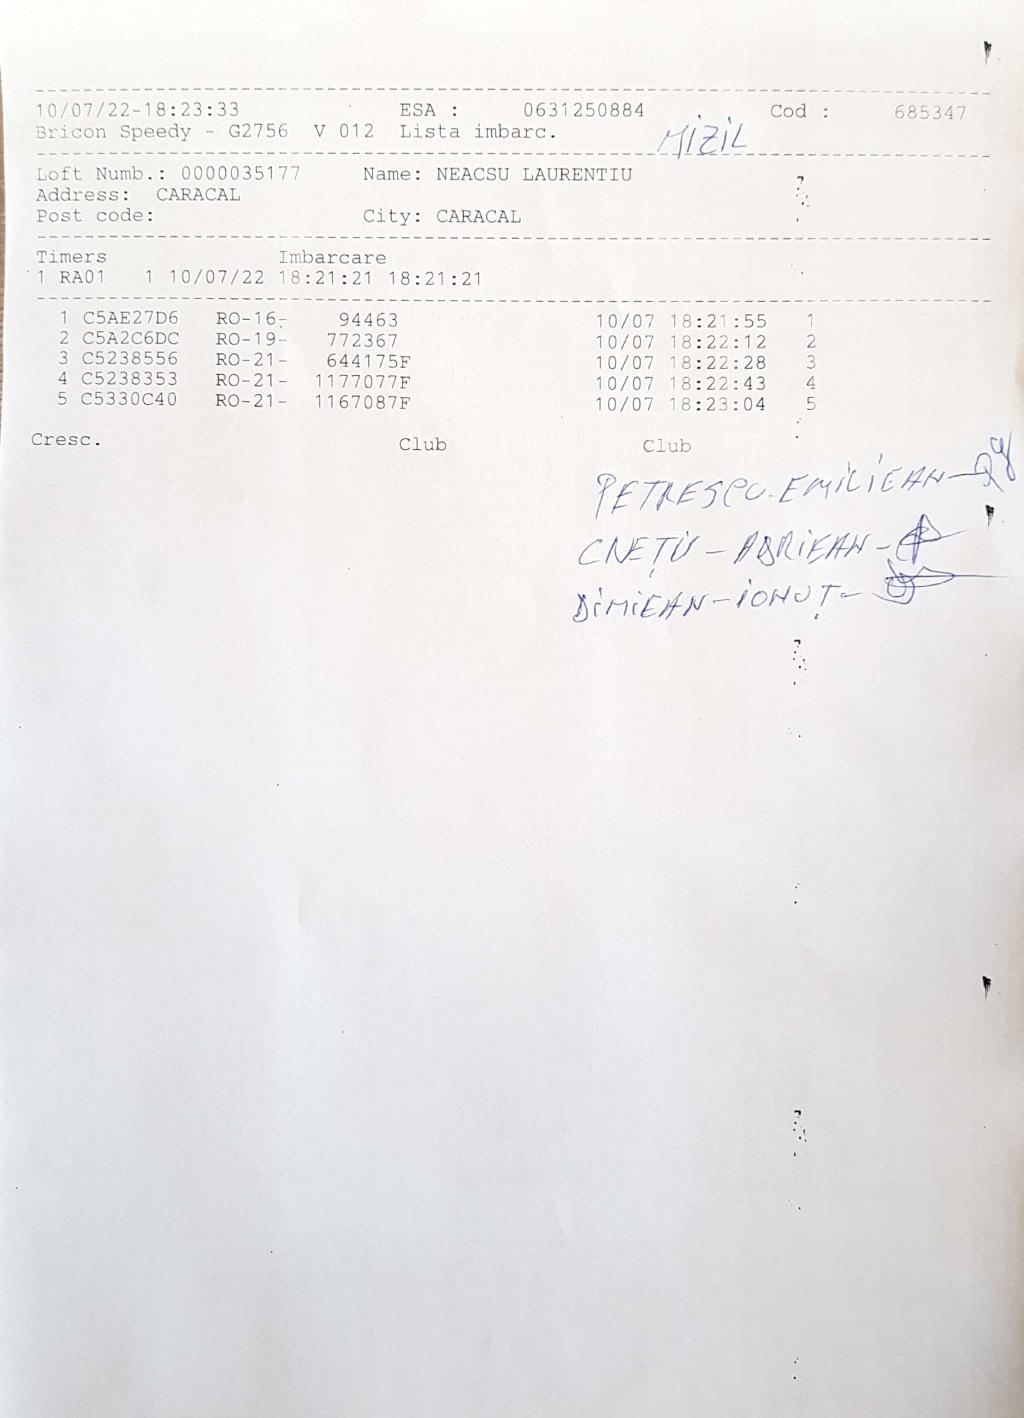 10/07/22-18:23:33 ESA : 0631250884 Cod : 685347
Bricon Speedy - G2756 V 012 Lista imbarc.
MIZIL
Loft Numb.: 0000035177 Name: NEACSU LAURENTIU
Address: CARACAL
Post code: City: CARACAL
Timers Imbarcare
1 RA01 1 10/07/22 18:21:21 18:21:21
1 C5AE27D6 RO-16- 94463 10/07 18:21:55 1
2 C5A2C6DC RO-19- 772367 10/07 18:22:12 2
3 C5238556 RO-21- 644175F 10/07 18:22:28 3
4 C5238353 RO-21- 1177077F 10/07 18:22:43 4
5 C5330C40 RO-21- 1167087F 10/07 18:23:04 5
Cresc. Club Club
PETRESCU-EMILIEAN-
CNEȚU-ADRIEAN-
DIMIEAN-IONUȚ-